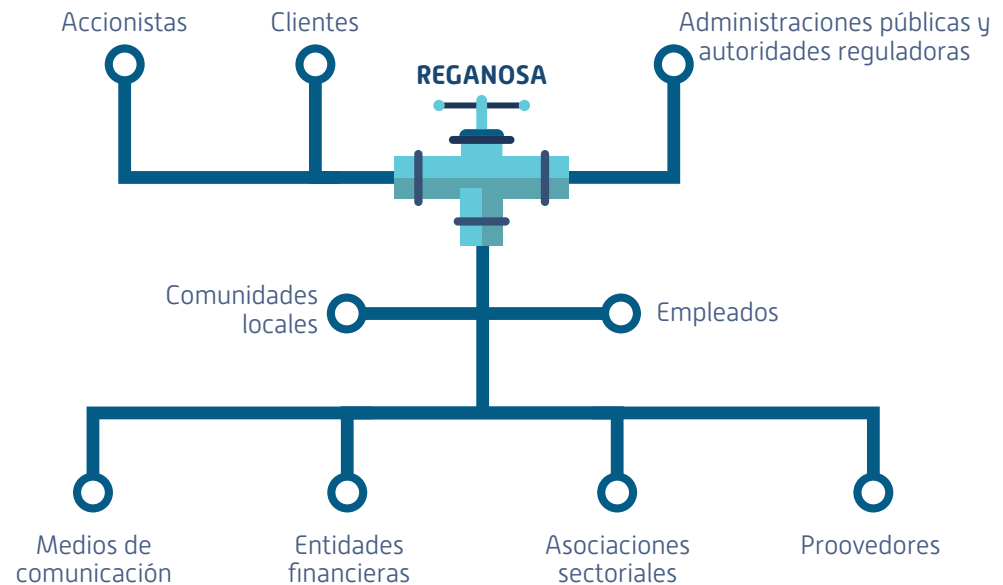 Accionistas
Clientes
Administraciones públicas y
autoridades reguladoras
REGANOSA
Comunidades
locales
Empleados
Medios de
comunicación
Entidades
financieras
Asociaciones
sectoriales
Proovedores